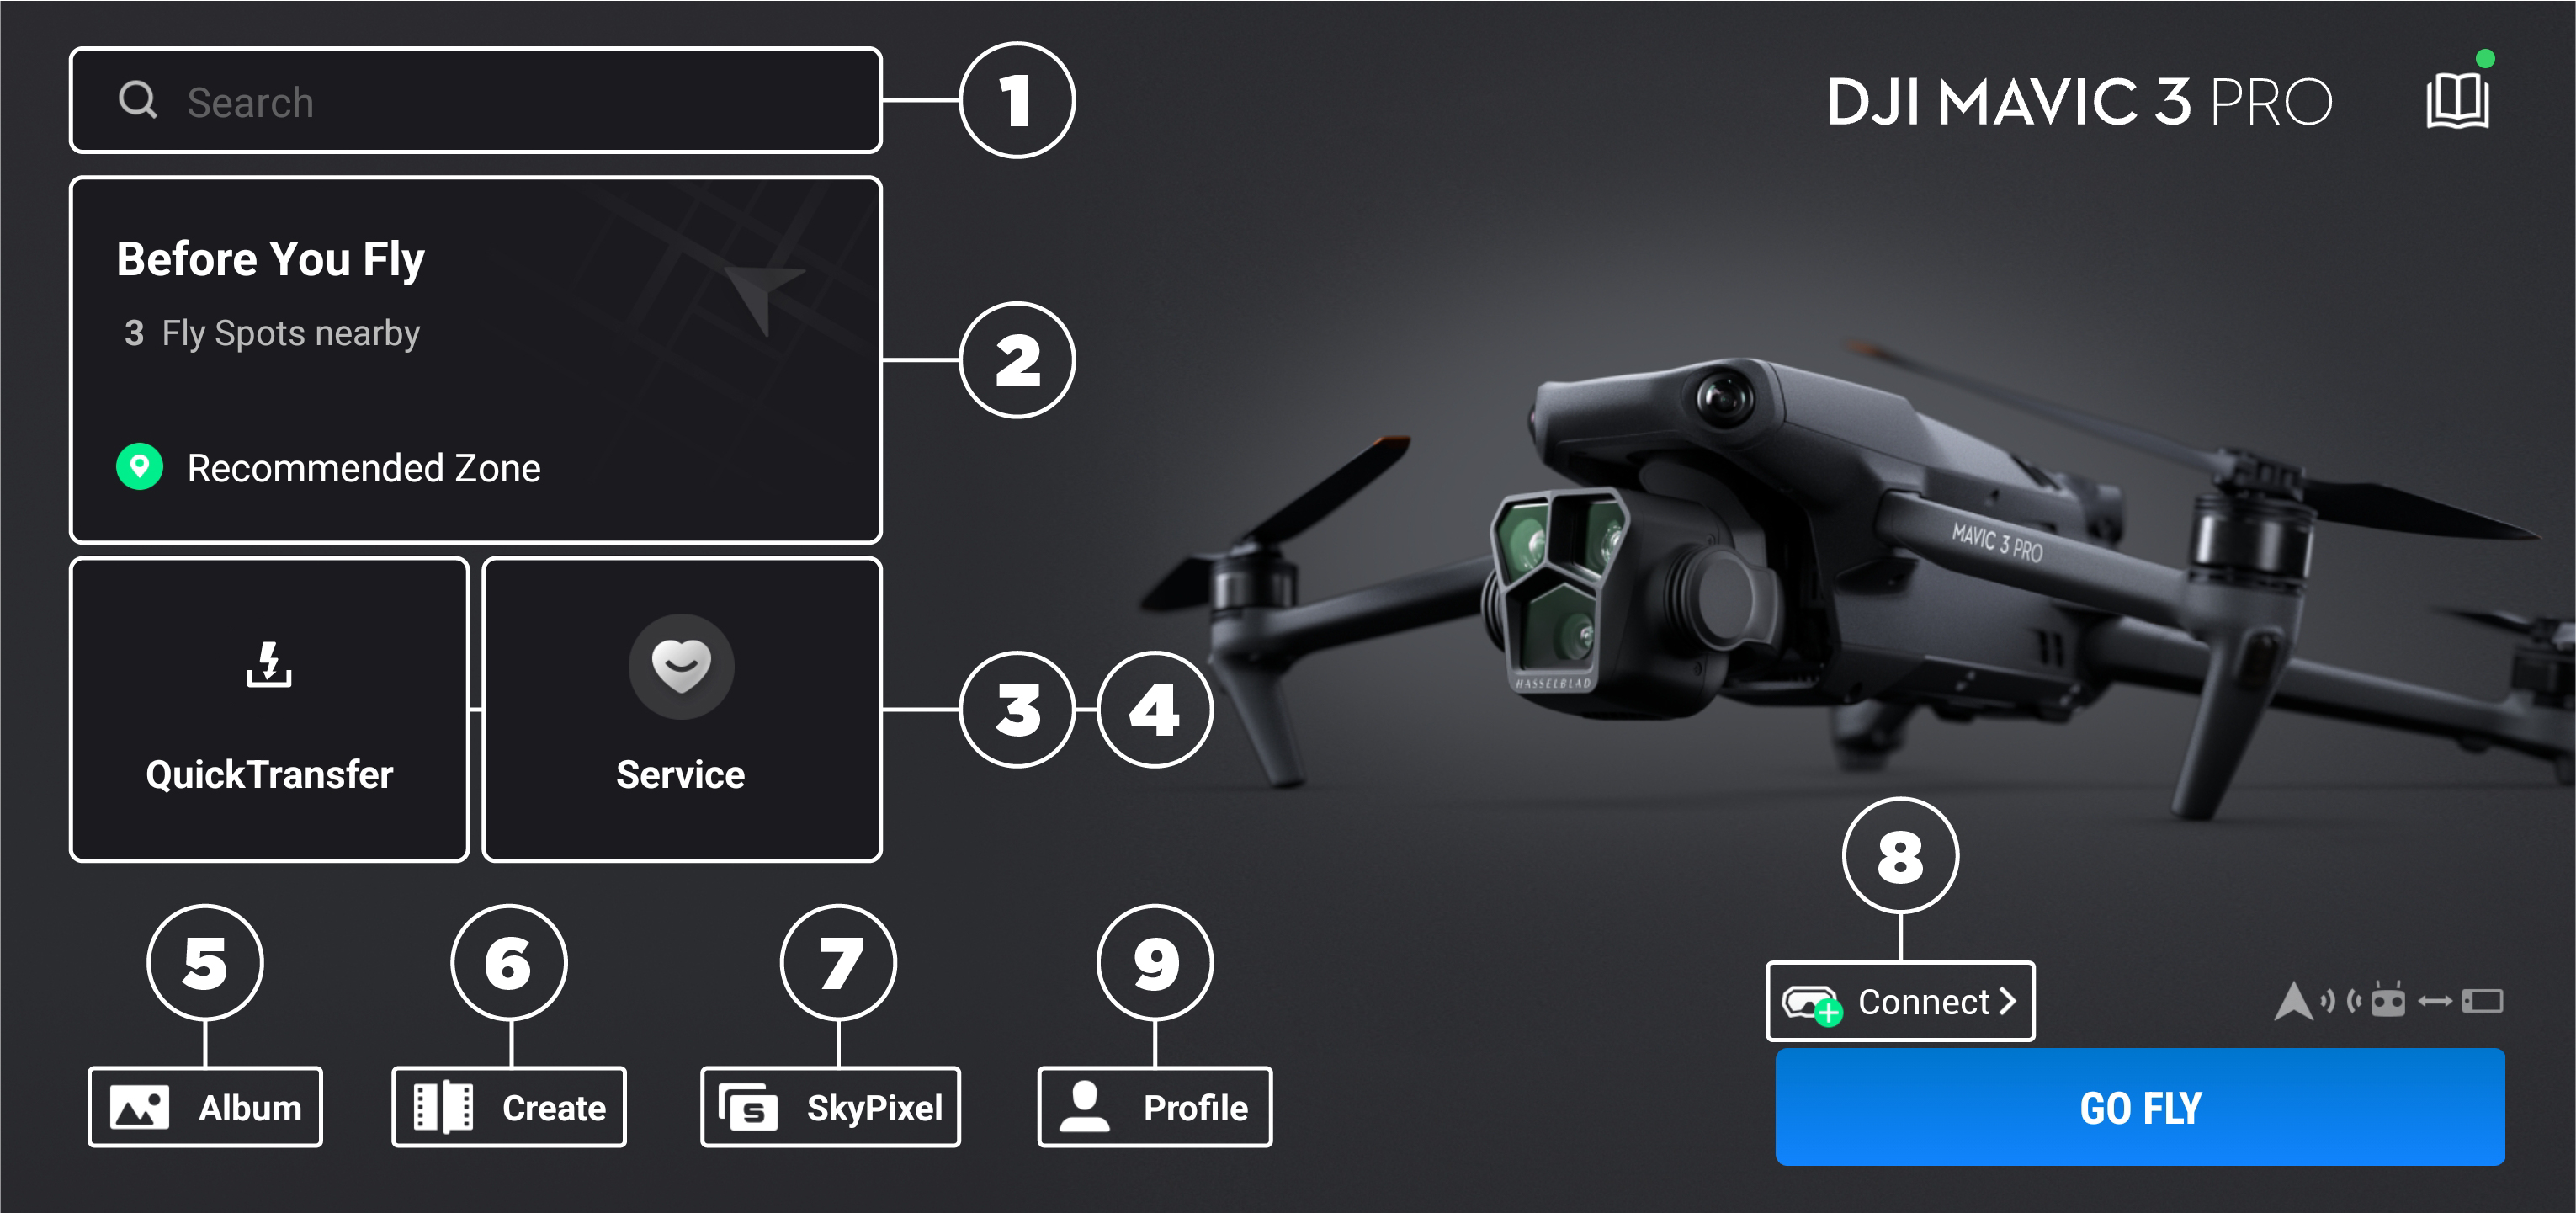 Search
1
DJI MAVIC 3 PRO
Before You Fly
3 Fly Spots nearby
Recommended Zone
2
MAVIC 3 PRO
HASSELBLAD
QuickTransfer
Service
3
4
8
5
6
7
9
Connect
Album
S
Create
SkyPixel
Profile
GO FLY